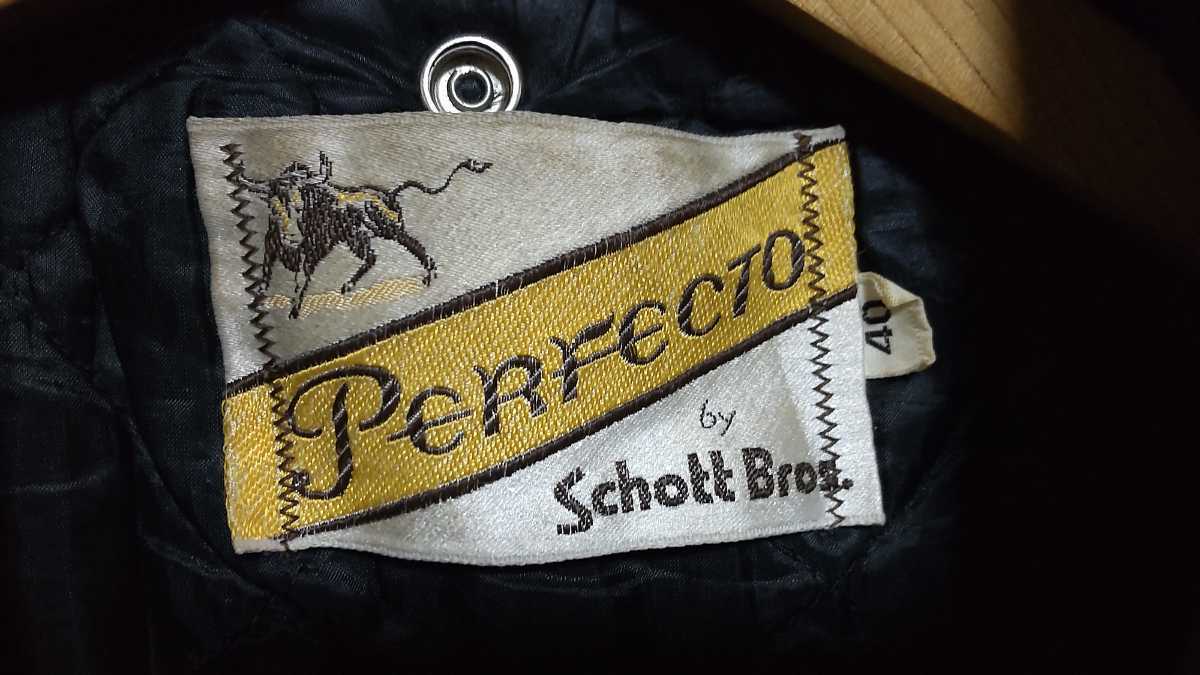 PERFECTO
by
Schott Bros.
40